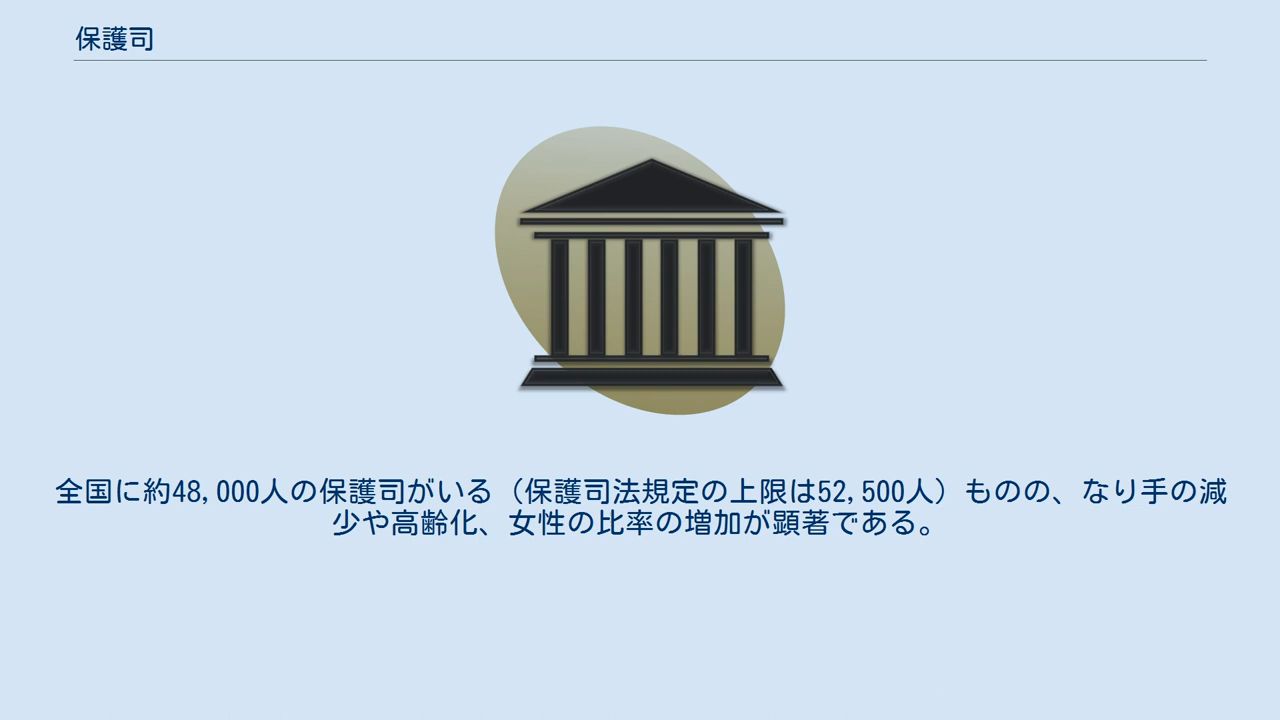 保護司
全国に約48,000人の保護司がいる（保護司法規定の上限は52,500人）ものの、なり手の減
少や高齢化、女性の比率の増加が顕著である。